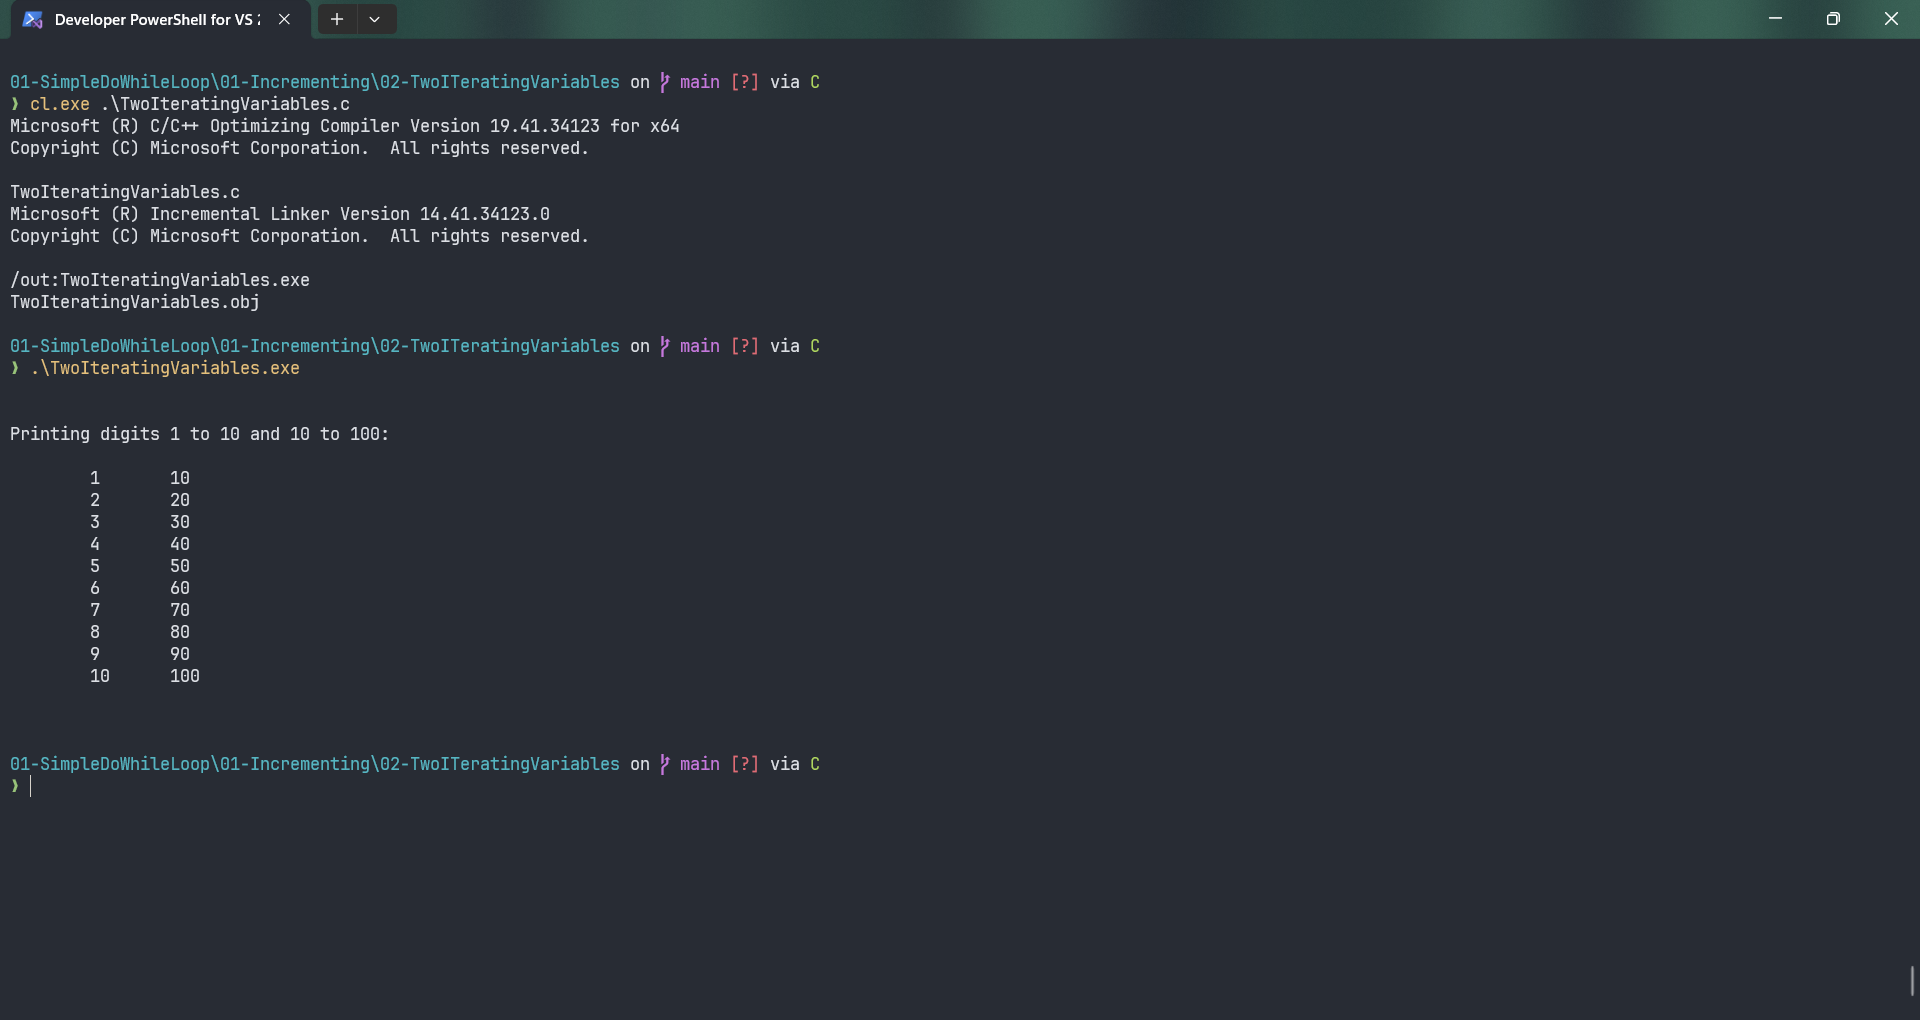 Developer PowerShell for VS 2
01-SimpleDoWhileLoop\01-Incrementing\02-TwoITeratingVariables on main [?] via C
❱ cl.exe .\TwoIteratingVariables.c
Microsoft (R) C/C++ Optimizing Compiler Version 19.41.34123 for x64
Copyright (C) Microsoft Corporation.  All rights reserved.
TwoIteratingVariables.c
Microsoft (R) Incremental Linker Version 14.41.34123.0
Copyright (C) Microsoft Corporation.  All rights reserved.
/out:TwoIteratingVariables.exe
TwoIteratingVariables.obj
01-SimpleDoWhileLoop\01-Incrementing\02-TwoITeratingVariables on main [?] via C
❱ .\TwoIteratingVariables.exe
Printing digits 1 to 10 and 10 to 100:
1 10
2 20
3 30
4 40
5 50
6 60
7 70
8 80
9 90
10 100
01-SimpleDoWhileLoop\01-Incrementing\02-TwoITeratingVariables on main [?] via C
❱